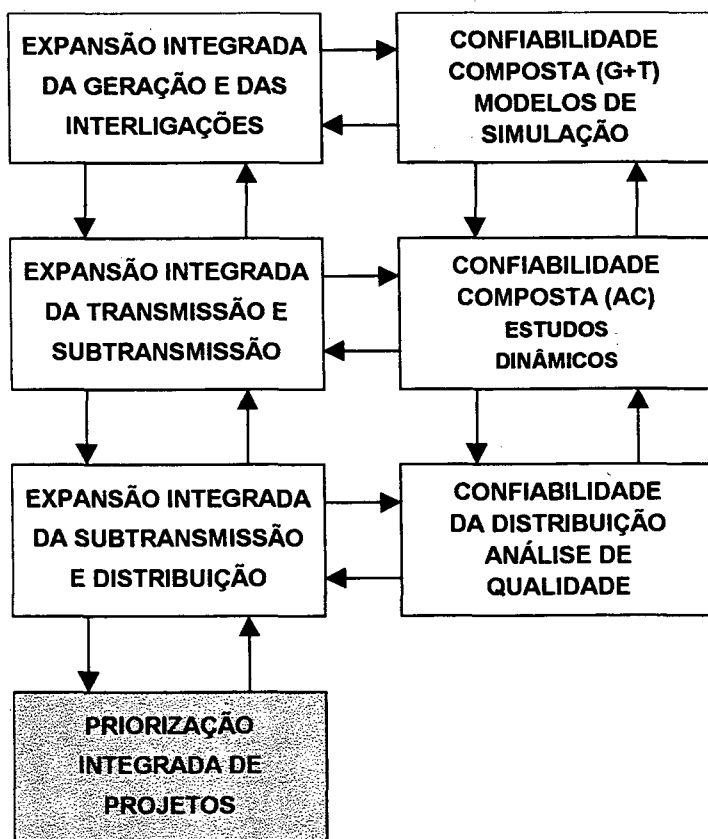 EXPANSÃO INTEGRADA
DA GERAÇÃO E DAS
INTERLIGAÇÕES
CONFIABILIDADE
COMPOSTA (G+T)
MODELOS DE
SIMULAÇÃO
EXPANSÃO INTEGRADA
DA TRANSMISSÃO E
SUBTRANSMISSÃO
CONFIABILIDADE
COMPOSTA (AC)
ESTUDOS
DINÂMICOS
EXPANSÃO INTEGRADA
DA SUBTRANSMISSÃO
E DISTRIBUIÇÃO
CONFIABILIDADE
DA DISTRIBUIÇÃO
ANÁLISE DE
QUALIDADE
PRIORIZAÇÃO
INTEGRADA DE
PROJETOS